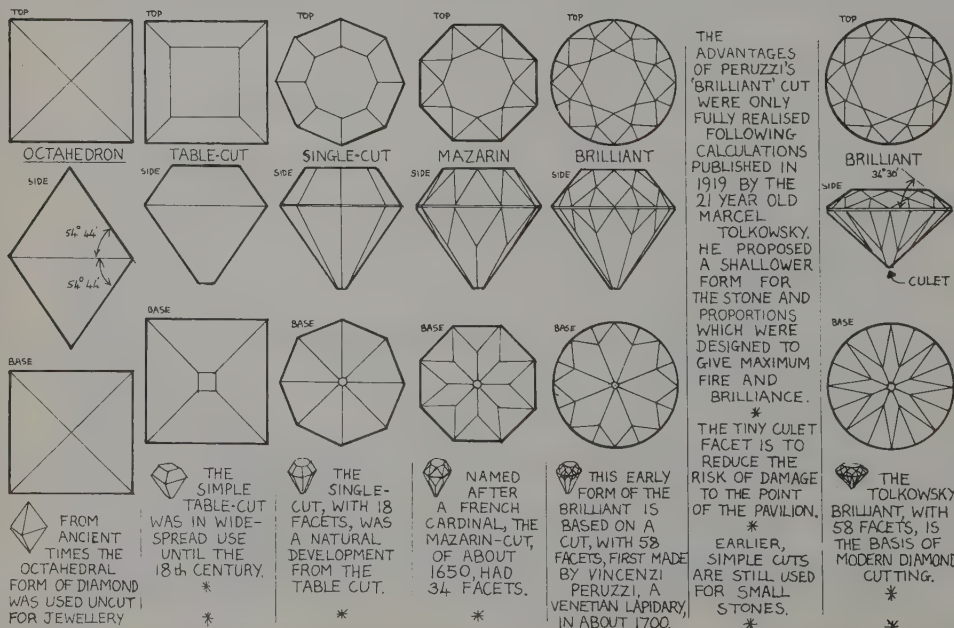 TOP
OCTAHEDRON
SIDE
54° 44'
54° 44'
BASE
FROM
ANCIENT
TIMES THE
OCTAHEDRAL
FORM OF DIAMOND
WAS USED UNCUT
FOR JEWELLERY
TOP
TABLE-CUT
SIDE
BASE
THE
SIMPLE
TABLE-CUT
WAS IN WIDE-
SPREAD USE
UNTIL THE
18th CENTURY.
*
*
TOP
SINGLE-CUT
SIDE
BASE
THE
SINGLE-
CUT, WITH 18
FACETS, WAS
A NATURAL
DEVELOPMENT
FROM THE
TABLE CUT.
*
TOP
MAZARIN
SIDE
BASE
NAMED
AFTER
A FRENCH
CARDINAL, THE
MAZARIN-CUT,
OF ABOUT
1650, HAD
34 FACETS.
*
TOP
BRILLIANT
SIDE
BASE
THIS EARLY
FORM OF THE
BRILLIANT IS
BASED ON A
CUT, WITH 58
FACETS, FIRST MADE
BY VINCENZI
PERUZZI, A
VENETIAN LAPIDARY,
IN ABOUT 1700.
THE
ADVANTAGES
OF PERUZZI'S
'BRILLIANT' CUT
WERE ONLY
FULLY REALISED
FOLLOWING
CALCULATIONS
PUBLISHED IN
1919 BY THE
21 YEAR OLD
MARCEL
TOLKOWSKY.
HE PROPOSED
A SHALLOWER
FORM FOR
THE STONE AND
PROPORTIONS
WHICH WERE
DESIGNED TO
GIVE MAXIMUM
FIRE AND
BRILLIANCE.
*
THE TINY CULET
FACET IS TO
REDUCE THE
RISK OF DAMAGE
TO THE POINT
OF THE PAVILION.
*
EARLIER,
SIMPLE CUTS
ARE STILL USED
FOR SMALL
STONES.
*
TOP
BRILLIANT
34° 30'
SIDE
CULET
BASE
THE
TOLKOWSKY
BRILLIANT, WITH
58 FACETS, IS
THE BASIS OF
MODERN DIAMOND
CUTTING.
*
*